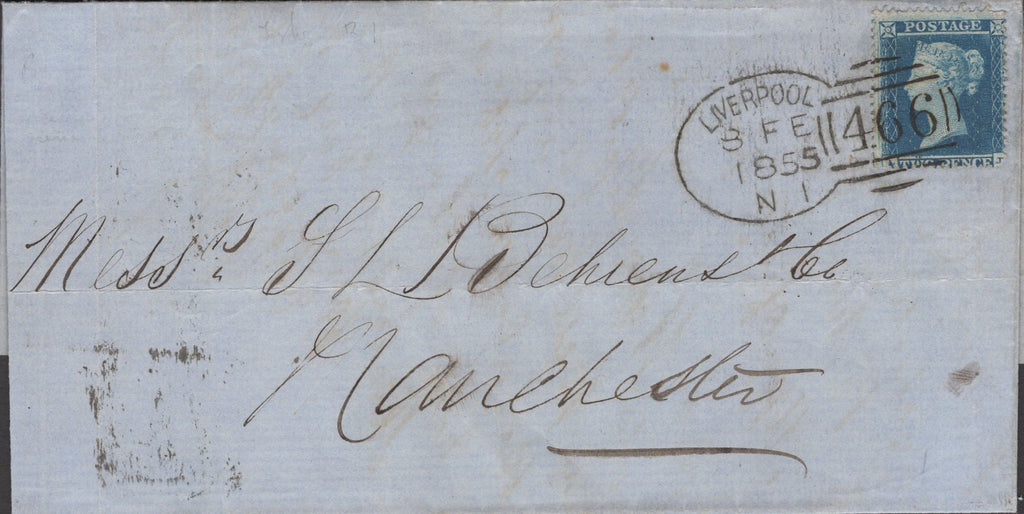 POSTAGE
LIVERPOOL
8 FE
1855
N 1
466
TWO PENCE J
Messrs. S L Behrens & Co
Manchester